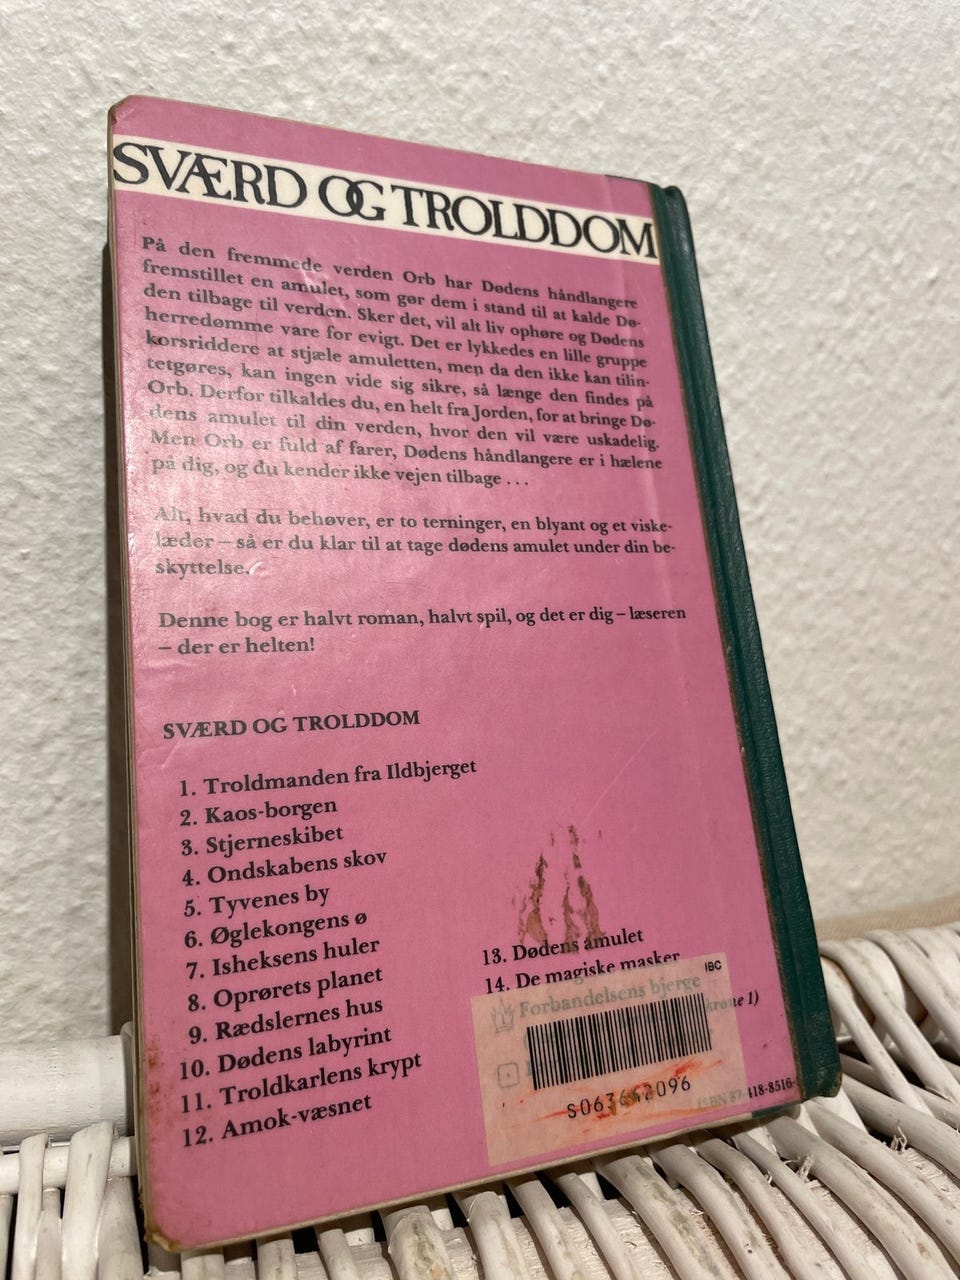 SVÆRD OG TROLDDOM
På den fremmede verden Orb har Dødens håndlangere
fremstillet en amulet, som gør dem i stand til at kalde Dø-
den tilbage til verden. Sker det, vil alt liv ophøre og Dødens
herredømme vare for evigt. Det er lykkedes en lille gruppe
korsriddere at stjæle amuletten, men da den ikke kan tilin-
tetgøres, kan ingen vide sig sikre, så længe den findes på
Orb. Derfor tilkaldes du, en helt fra Jorden, for at bringe Dø-
dens amulet til din verden, hvor den vil være uskadelig.
Men Orb er fuld af farer, Dødens håndlangere er i hælene
på dig, og du kender ikke vejen tilbage . . .
Alt, hvad du behøver, er to terninger, en blyant og et viske-
læder – så er du klar til at tage dødens amulet under din be-
skyttelse.
Denne bog er halvt roman, halvt spil, og det er dig – læseren
– der er helten!
SVÆRD OG TROLDDOM
1. Troldmanden fra Ildbjerget
2. Kaos-borgen
3. Stjerneskibet
4. Ondskabens skov
5. Tyvenes by
6. Øglekongens ø
7. Isheksens huler
8. Oprørets planet
9. Rædslernes hus
10. Dødens labyrint
11. Troldkarlens krypt
12. Amok-væsnet
13. Dødens amulet
14. De magiske masker
Forbandelsens bjerge
krone 1)
IBC
ISBN 87-418-8516-